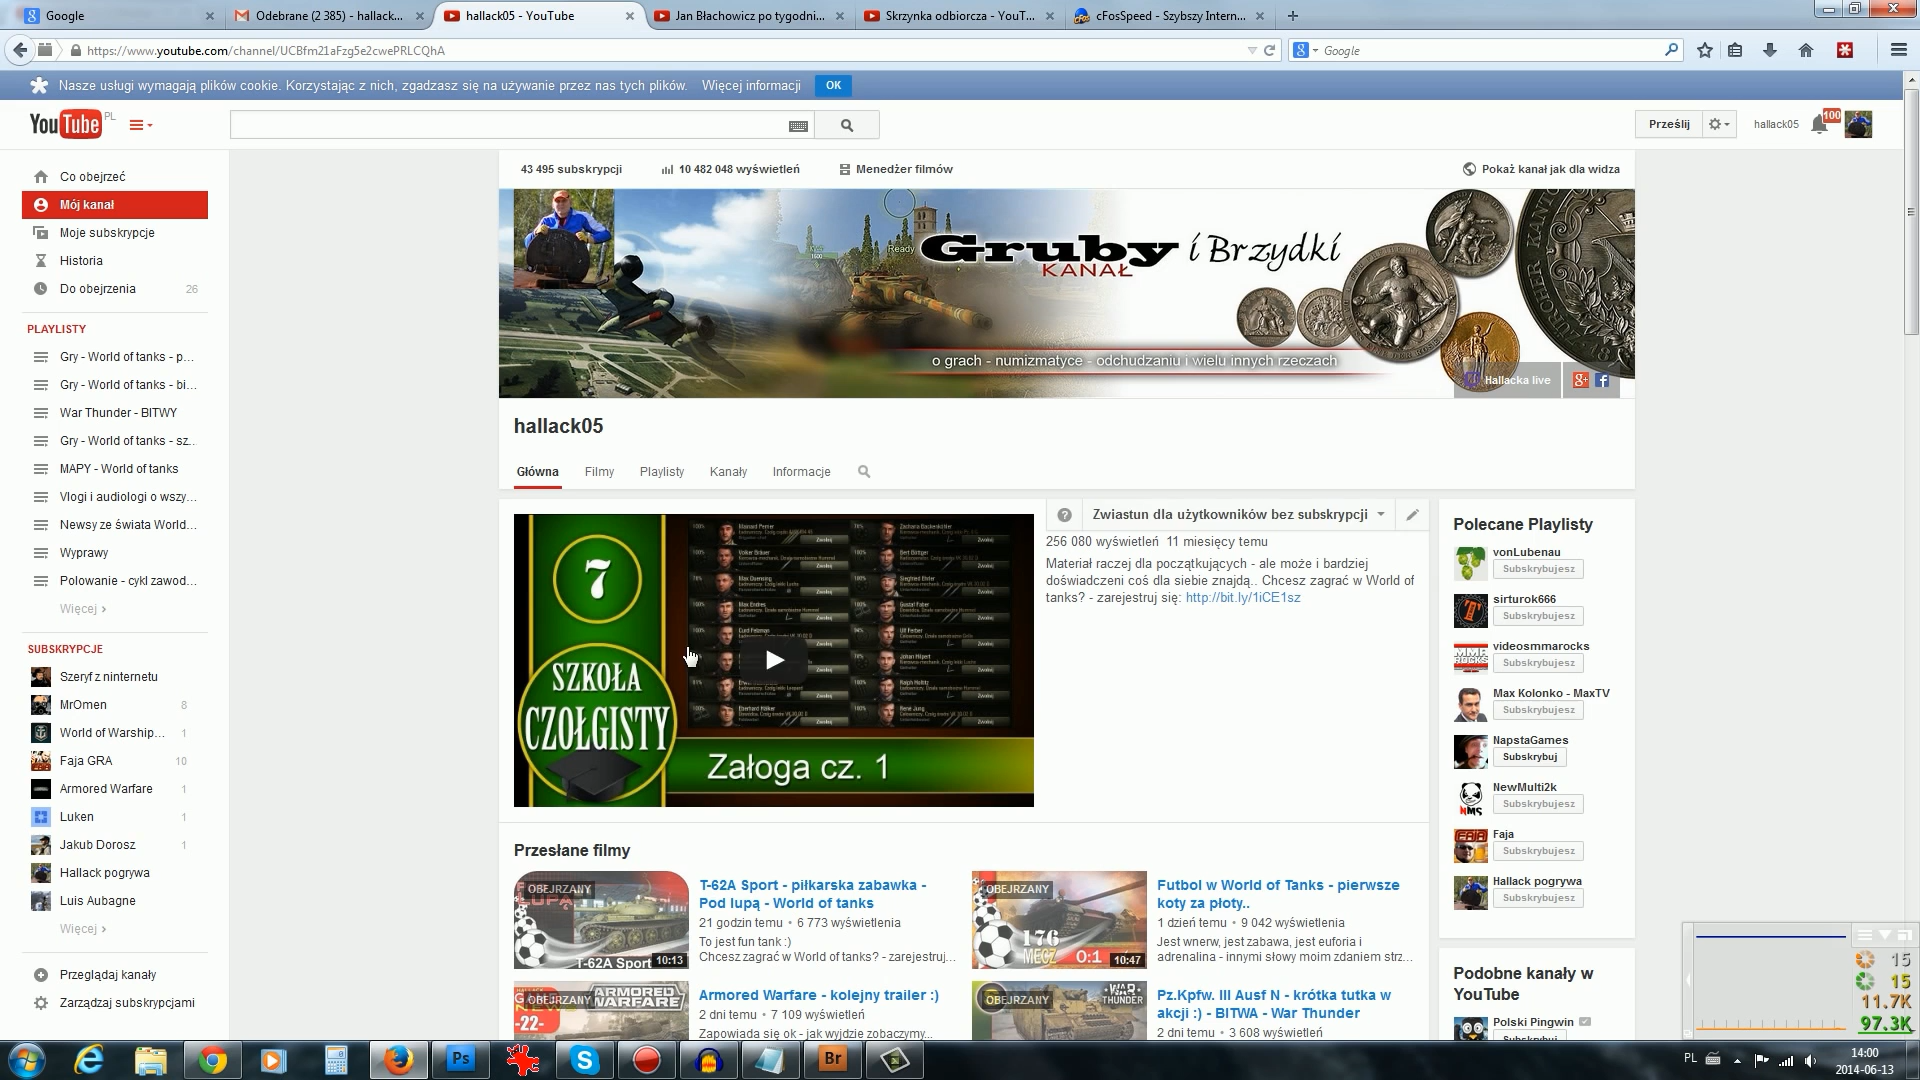 Google
Odebrane (2 385) - hallack...
hallack05 - YouTube
Jan Błachowicz po tygodni...
Skrzynka odbiorcza - YouT...
cFosSpeed - Szybszy Intern...
https://www.youtube.com/channel/UCBfm21aFzg5e2cwePRLCQhA
Google
Nasze usługi wymagają plików cookie. Korzystając z nich, zgadzasz się na używanie przez nas tych plików. Więcej informacji OK
YouTube PL
Prześlij
hallack05
100
Co obejrzeć
Mój kanał
Moje subskrypcje
Historia
Do obejrzenia 26
PLAYLISTY
Gry - World of tanks - p...
Gry - World of tanks - bi...
War Thunder - BITWY
Gry - World of tanks - sz...
MAPY - World of tanks
Vlogi i audiologi o wszy...
Newsy ze świata World...
Wyprawy
Polowanie - cykl zawod...
Więcej ›
SUBSKRYPCJE
Szeryf z ninternetu
MrOmen 8
World of Warship... 1
Faja GRA 10
Armored Warfare 1
Luken 1
Jakub Dorosz 1
Hallack pogrywa
Luis Aubagne
Więcej ›
Przeglądaj kanały
Zarządzaj subskrypcjami
43 495 subskrypcji
10 482 048 wyświetleń
Menedżer filmów
Pokaż kanał jak dla widza
Ready
Gruby i Brzydki
KANAŁ
o grach - numizmatyce - odchudzaniu i wielu innych rzeczach
Hallacka live
g+ f
hallack05
Główna
Filmy
Playlisty
Kanały
Informacje
7
SZKOŁA
CZOŁGISTY
Załoga cz. 1
Zwiastun dla użytkowników bez subskrypcji
256 080 wyświetleń 11 miesięcy temu
Materiał raczej dla początkujących - ale może i bardziej
doświadczeni coś dla siebie znajdą.. Chcesz zagrać w World of
tanks? - zarejestruj się: http://bit.ly/1iCE1sz
Przesłane filmy
OBEJRZANY
T-62A Sport
10:13
T-62A Sport - piłkarska zabawka -
Pod lupą - World of tanks
21 godzin temu • 6 773 wyświetlenia
To jest fun tank :)
Chcesz zagrać w World of tanks? - zarejestruj...
OBEJRZANY
176
MECZ 0:1
10:47
Futbol w World of Tanks - pierwsze
koty za płoty..
1 dzień temu • 9 042 wyświetlenia
Jest wnerw, jest zabawa, jest euforia i
adrenalina - innymi słowy moim zdaniem strz...
OBEJRZANY
ARMORED
WARFARE
-22-
Armored Warfare - kolejny trailer :)
2 dni temu • 7 109 wyświetleń
Zapowiada się ok - jak wyjdzie zobaczymy...
OBEJRZANY
WAR
THUNDER
Pz.Kpfw. III Ausf N - krótka tutka w
akcji :) - BITWA - War Thunder
2 dni temu • 3 608 wyświetleń
Polecane Playlisty
vonLubenau
Subskrybujesz
sirturok666
Subskrybujesz
videosmmarocks
Subskrybujesz
Max Kolonko - MaxTV
Subskrybujesz
NapstaGames
Subskrybuj
NewMulti2k
Subskrybujesz
Faja
Subskrybujesz
Hallack pogrywa
Subskrybujesz
Podobne kanały w
YouTube
Polski Pingwin
Subskrybuj
15
15
11.7K
97.3K
Ps
Br
PL
14:00
2014-06-13